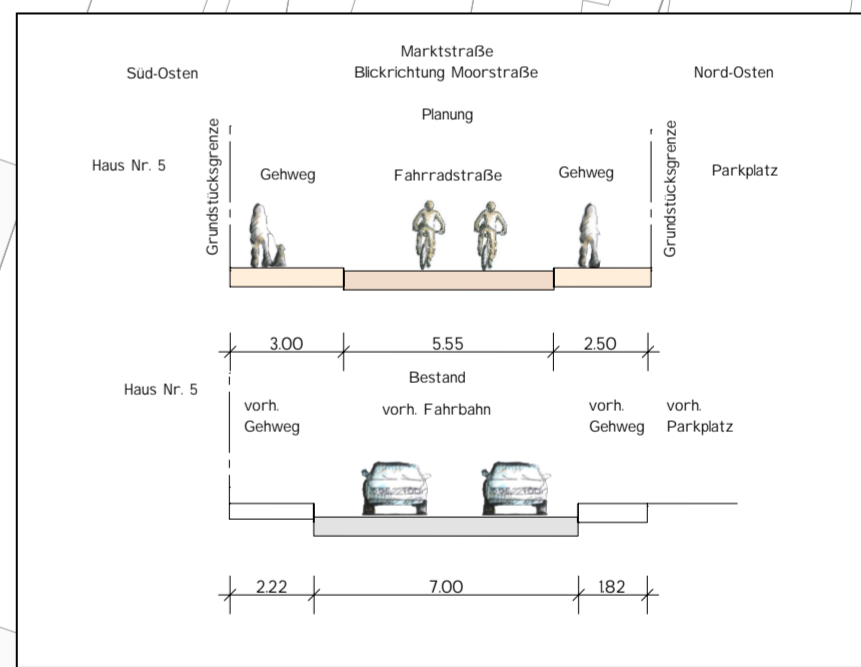 Marktstraße
Süd-Osten Blickrichtung Moorstraße Nord-Osten
Planung
Grundstücksgrenze Grundstücksgrenze
Haus Nr. 5 Gehweg Fahrradstraße Gehweg Parkplatz
3.00 5.55 2.50
Bestand
Haus Nr. 5
vorh. vorh. Fahrbahn vorh. vorh.
Gehweg Gehweg Parkplatz
2.22 7.00 1.82